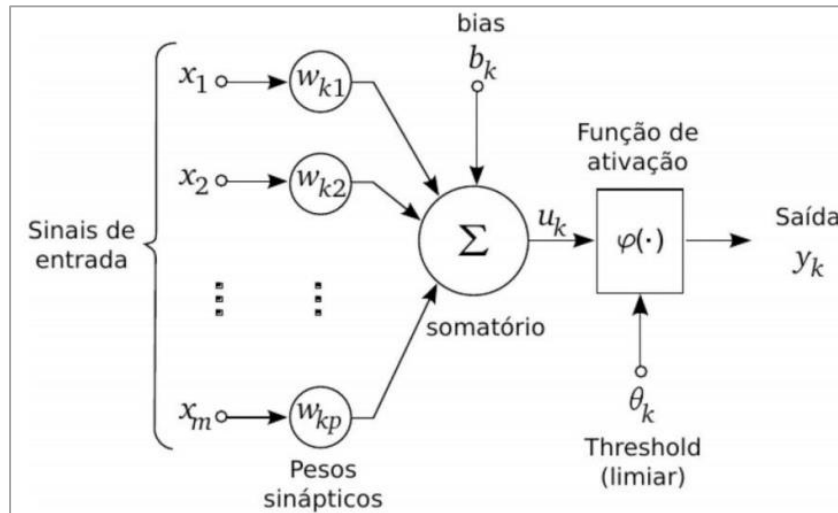 bias
b_k
x_1
w_k1
x_2
w_k2
Sinais de
entrada
Σ
somatório
u_k
Função de
ativação
φ(·)
Saída
y_k
x_m
w_kp
Pesos
sinápticos
θ_k
Threshold
(limiar)